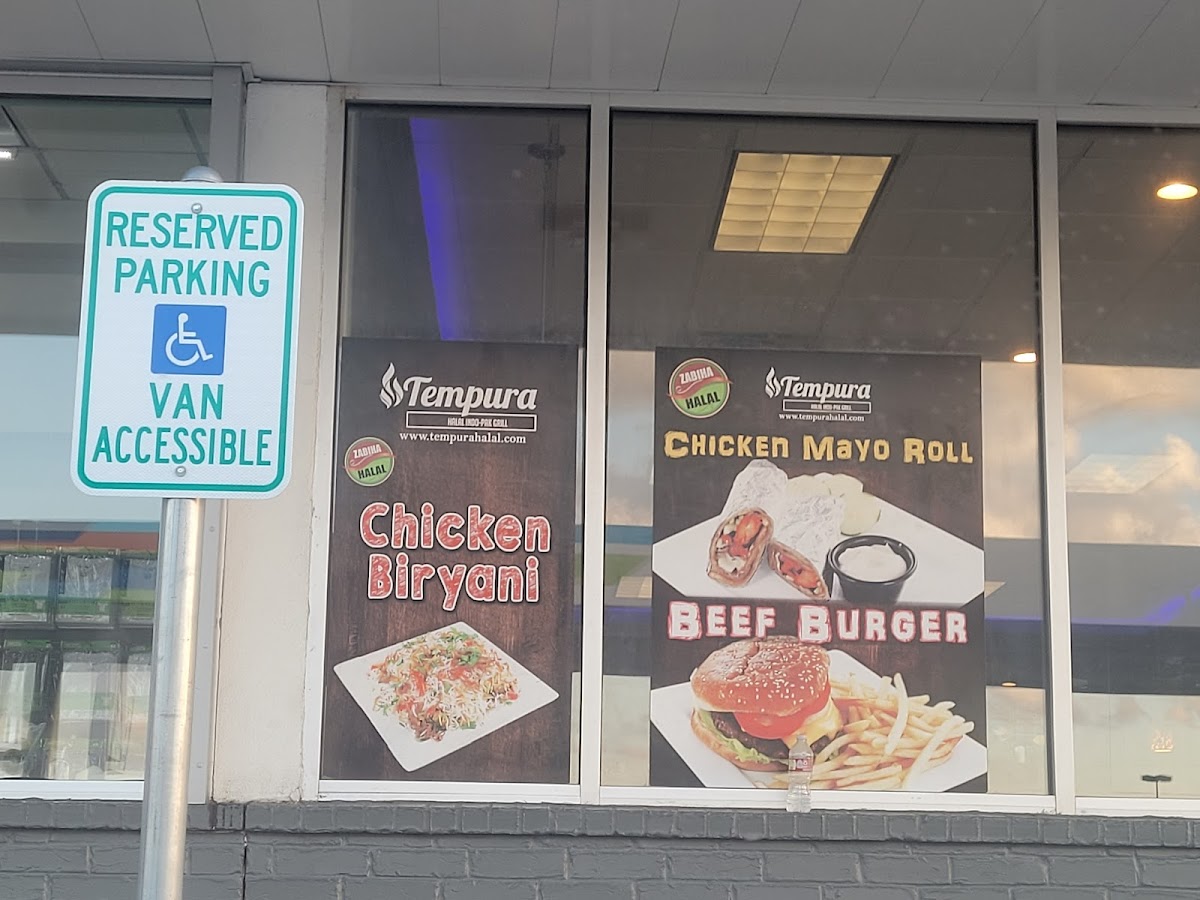 RESERVED
PARKING
VAN
ACCESSIBLE
Tempura
HALAL INDO-PAK GRILL
www.tempurahalal.com
ZABIHA
HALAL
Chicken
Biryani
ZABIHA
HALAL
Tempura
HALAL INDO-PAK GRILL
www.tempurahalal.com
CHICKEN MAYO ROLL
BEEF BURGER